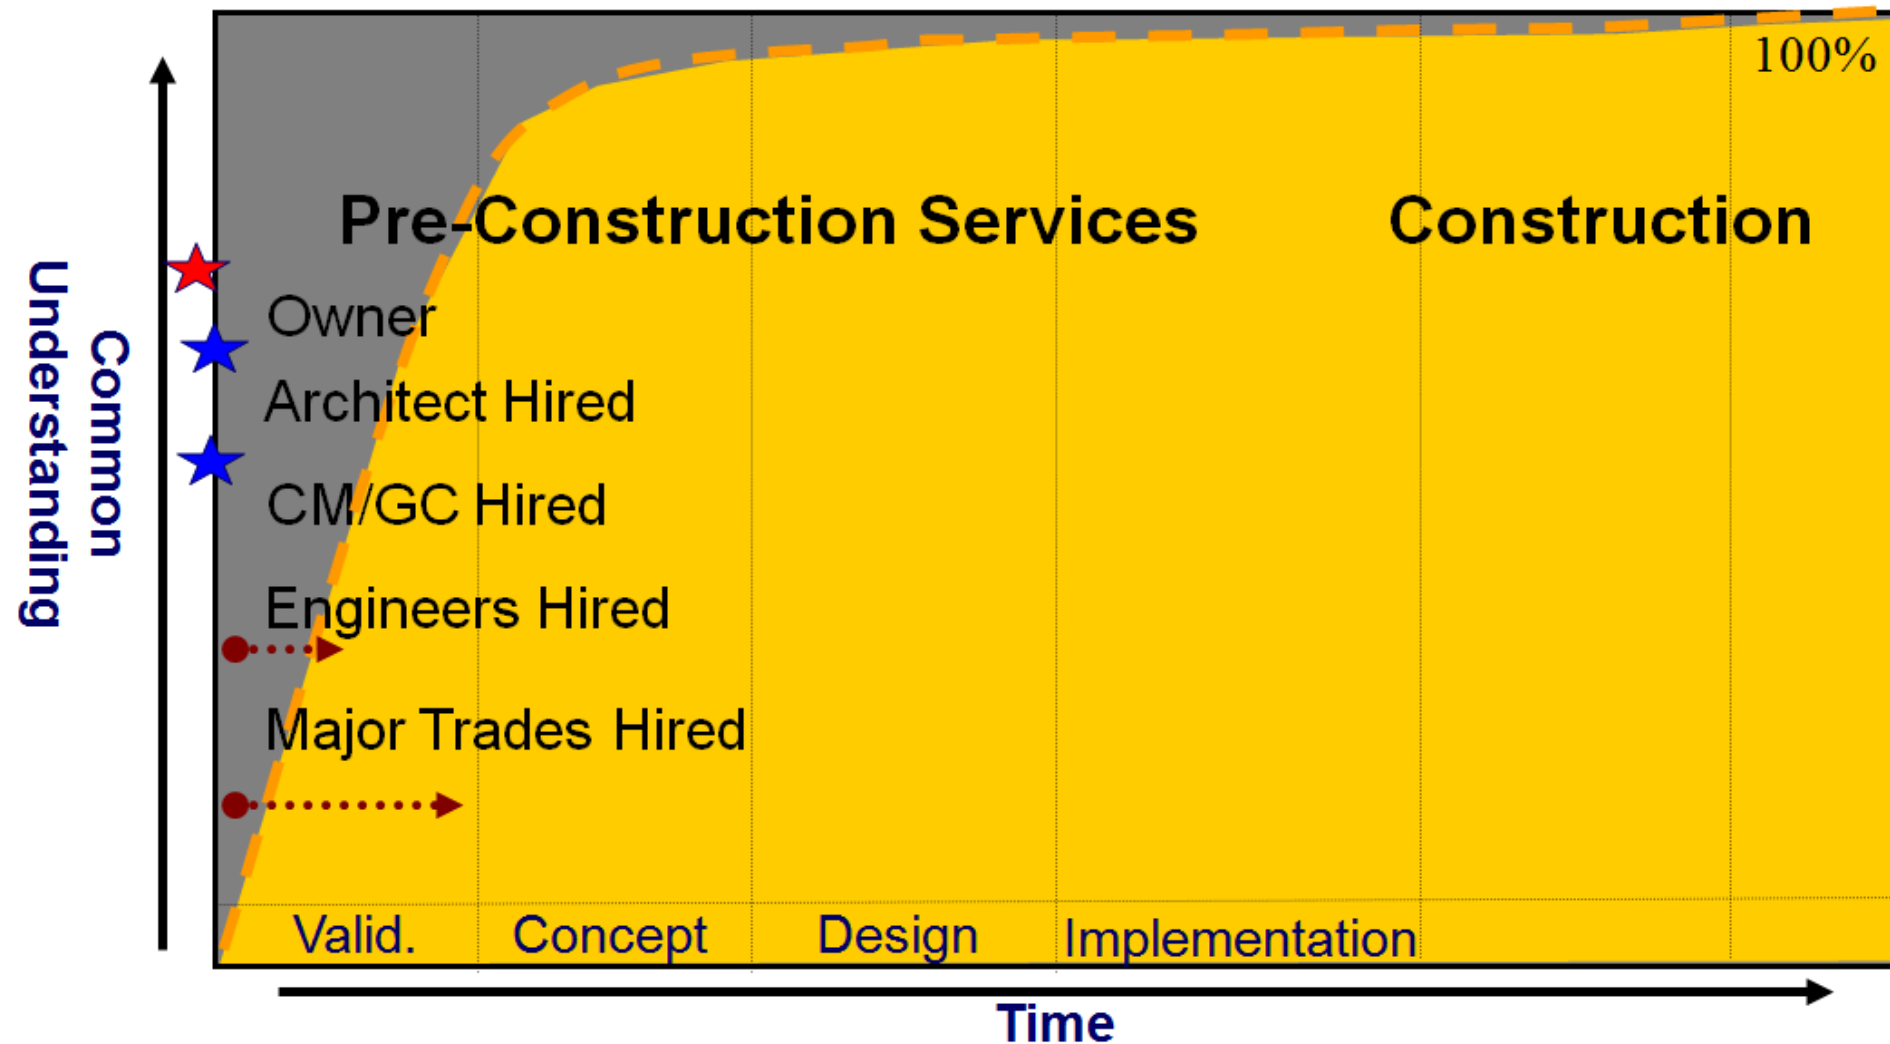 100%
Pre-Construction Services
Construction
Common
Understanding
Owner
Architect Hired
CM/GC Hired
Engineers Hired
Major Trades Hired
Valid.
Concept
Design
Implementation
Time